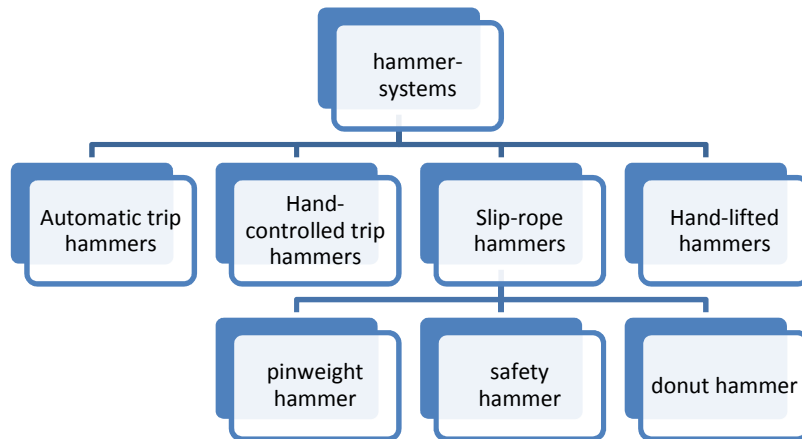 hammer-
systems
Automatic trip
hammers
Hand-
controlled trip
hammers
Slip-rope
hammers
Hand-lifted
hammers
pinweight
hammer
safety
hammer
donut hammer